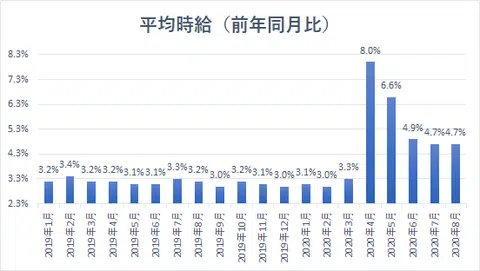 平均時給（前年同月比）
8.3%
7.3%
6.3%
5.3%
4.3%
3.3%
2.3%
3.2%
3.4%
3.2%
3.2%
3.1%
3.1%
3.3%
3.2%
3.0%
3.2%
3.1%
3.0%
3.1%
3.0%
3.3%
8.0%
6.6%
4.9%
4.7%
4.7%
2019年1月
2019年2月
2019年3月
2019年4月
2019年5月
2019年6月
2019年7月
2019年8月
2019年9月
2019年10月
2019年11月
2019年12月
2020年1月
2020年2月
2020年3月
2020年4月
2020年5月
2020年6月
2020年7月
2020年8月